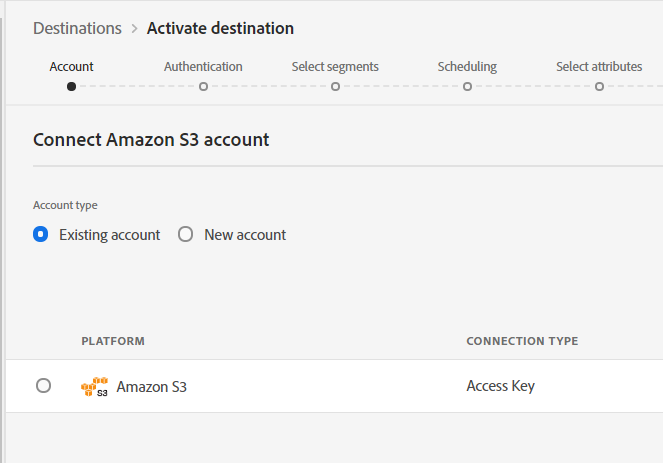 Destinations > Activate destination
Account Authentication Select segments Scheduling Select attributes
Connect Amazon S3 account
Account type
Existing account New account
PLATFORM CONNECTION TYPE
S3 Amazon S3 Access Key